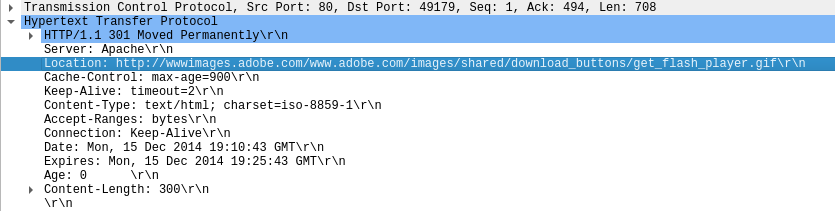 Transmission Control Protocol, Src Port: 80, Dst Port: 49179, Seq: 1, Ack: 494, Len: 708
Hypertext Transfer Protocol
HTTP/1.1 301 Moved Permanently\r\n
Server: Apache\r\n
Location: http://wwwimages.adobe.com/www.adobe.com/images/shared/download_buttons/get_flash_player.gif\r\n
Cache-Control: max-age=900\r\n
Keep-Alive: timeout=2\r\n
Content-Type: text/html; charset=iso-8859-1\r\n
Accept-Ranges: bytes\r\n
Connection: Keep-Alive\r\n
Date: Mon, 15 Dec 2014 19:10:43 GMT\r\n
Expires: Mon, 15 Dec 2014 19:25:43 GMT\r\n
Age: 0      \r\n
Content-Length: 300\r\n
\r\n